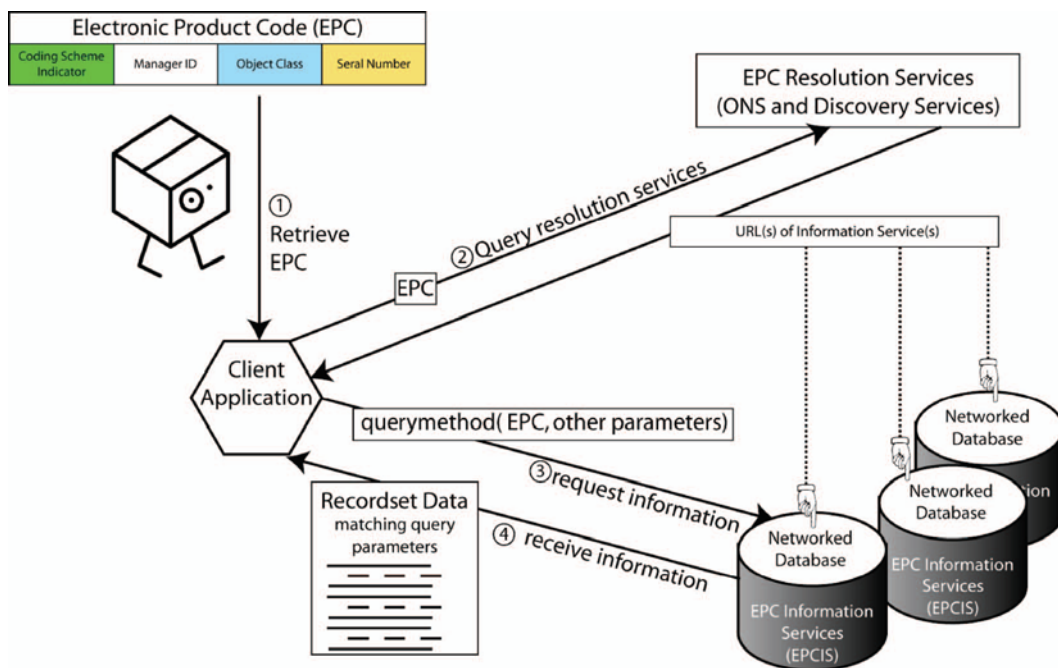 Electronic Product Code (EPC)
Coding Scheme
Indicator
Manager ID
Object Class
Seral Number
EPC Resolution Services
(ONS and Discovery Services)
①
Retrieve
EPC
②Query resolution services
EPC
URL(s) of Information Service(s)
Client
Application
querymethod( EPC, other parameters)
③request information
④ receive information
Recordset Data
matching query
parameters
Networked
Database
EPC Information
Services
(EPCIS)
Networked
Database
EPC Information
Services
(EPCIS)
Networked
Database